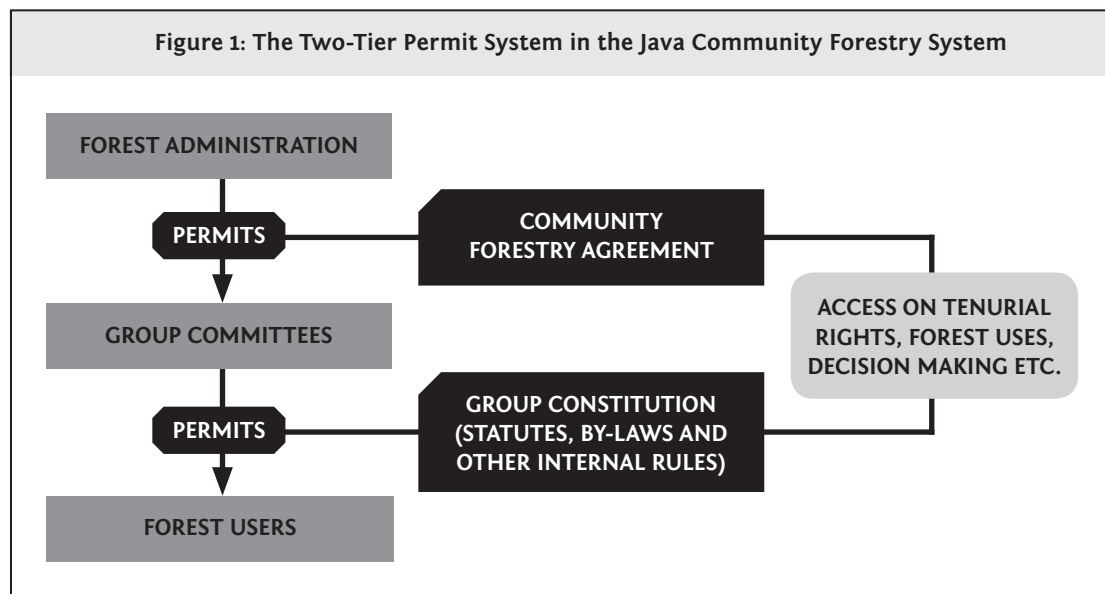 Figure 1: The Two-Tier Permit System in the Java Community Forestry System
FOREST ADMINISTRATION
PERMITS
COMMUNITY
FORESTRY AGREEMENT
ACCESS ON TENURIAL
RIGHTS, FOREST USES,
DECISION MAKING ETC.
GROUP COMMITTEES
PERMITS
GROUP CONSTITUTION
(STATUTES, BY-LAWS AND
OTHER INTERNAL RULES)
FOREST USERS